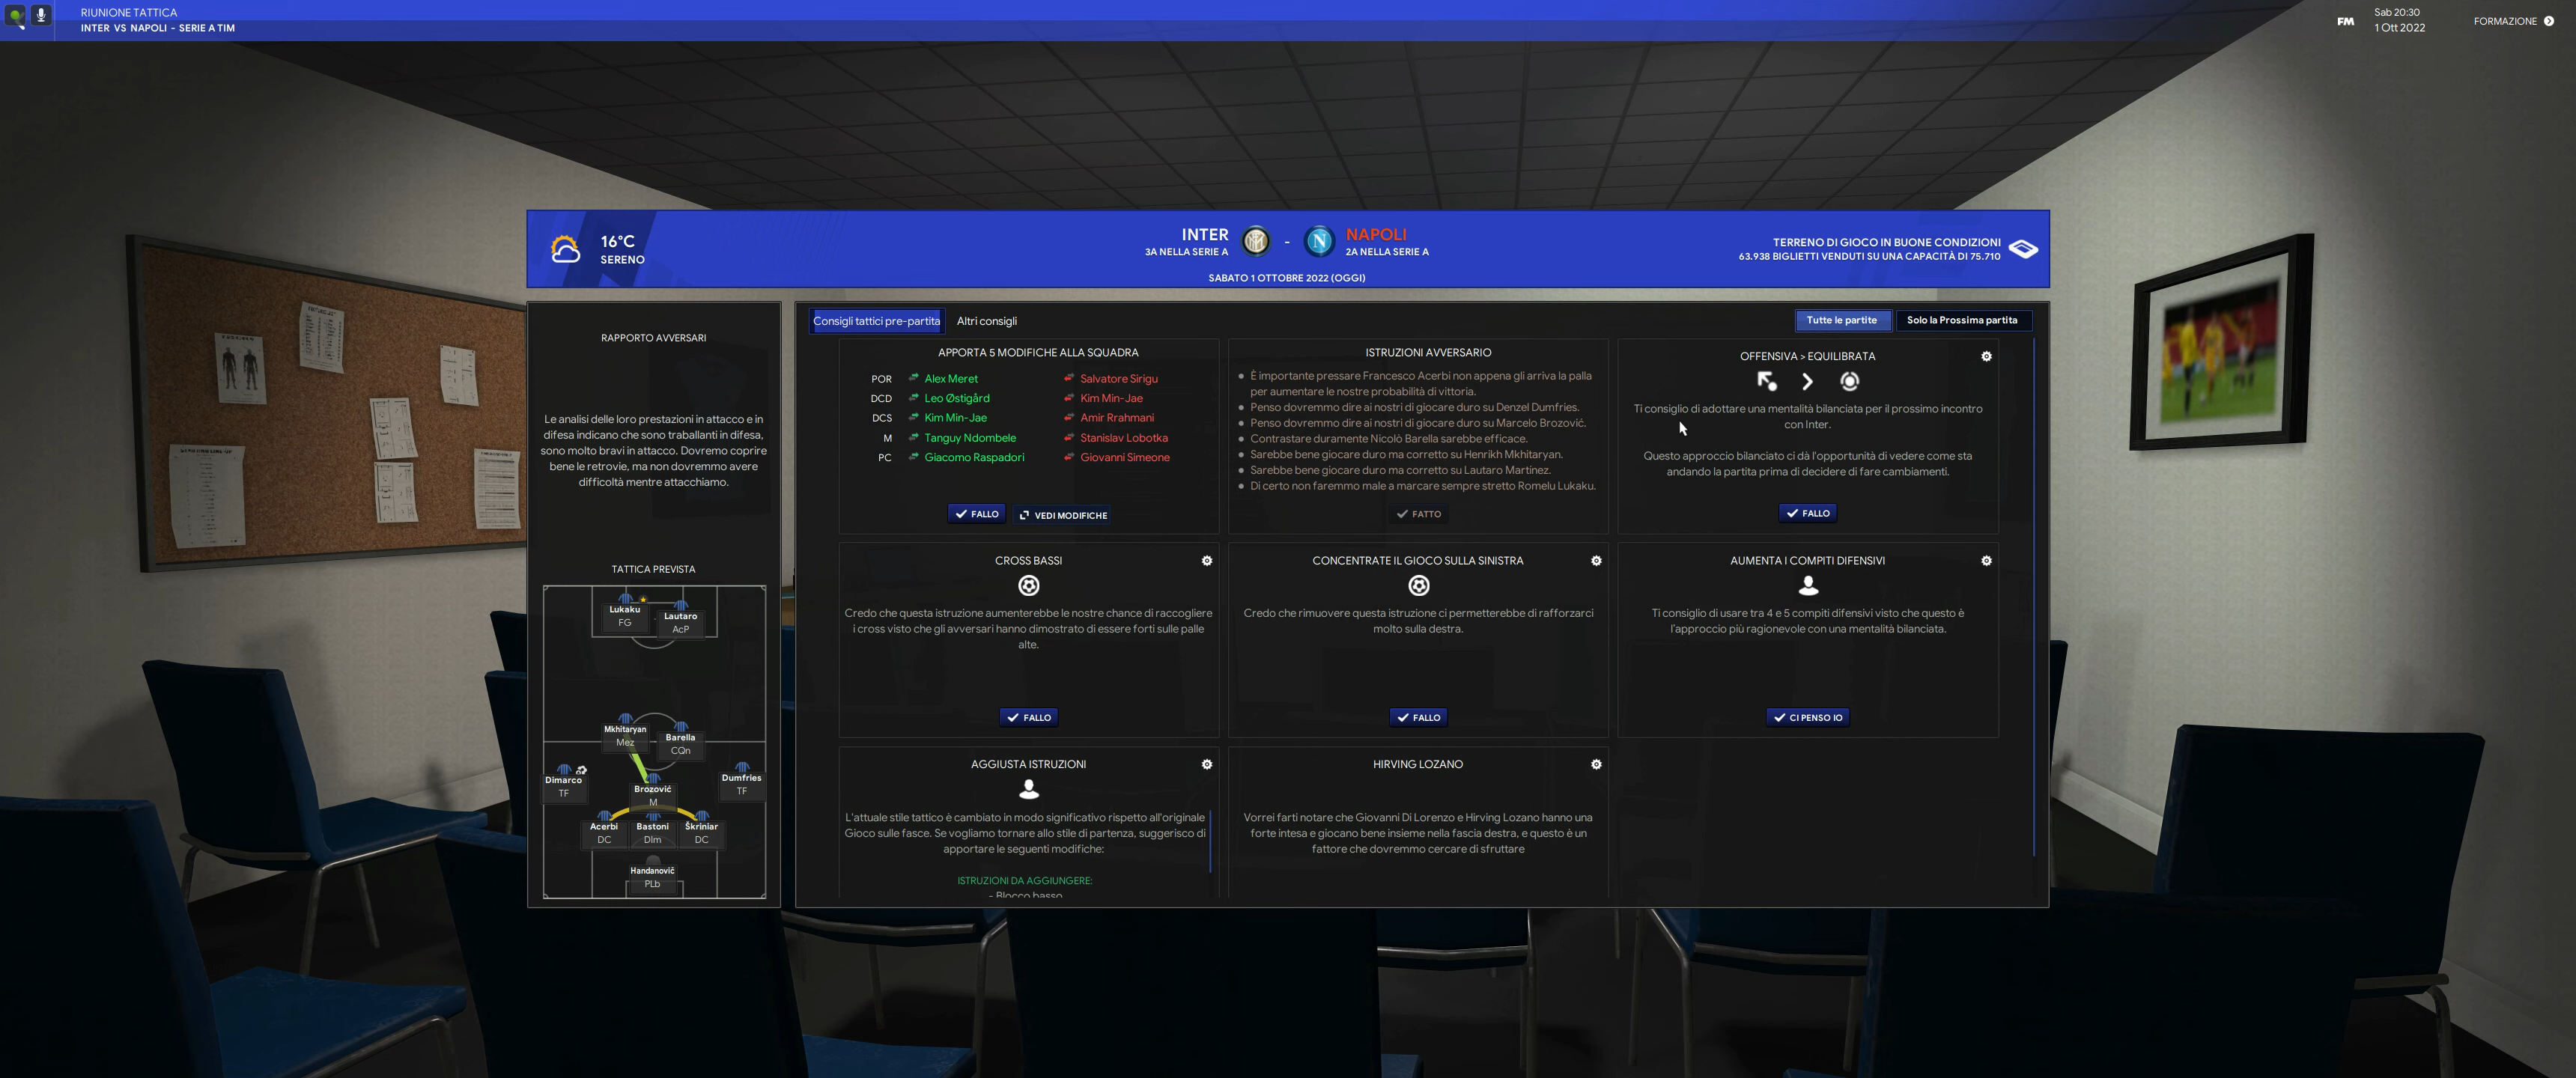 RIUNIONE TATTICA
INTER VS NAPOLI - SERIE A TIM
FM
Sab 20:30
1 Ott 2022
FORMAZIONE
16°C
SERENO
INTER
3A NELLA SERIE A
-
NAPOLI
2A NELLA SERIE A
SABATO 1 OTTOBRE 2022 (OGGI)
TERRENO DI GIOCO IN BUONE CONDIZIONI
63.938 BIGLIETTI VENDUTI SU UNA CAPACITÀ DI 75.710
RAPPORTO AVVERSARI
Le analisi delle loro prestazioni in attacco e in
difesa indicano che sono traballanti in difesa,
sono molto bravi in attacco. Dovremo coprire
bene le retrovie, ma non dovremmo avere
difficoltà mentre attacchiamo.
TATTICA PREVISTA
Lukaku
FG
Lautaro
AcP
Mkhitaryan
Mez
Barella
CQn
Dimarco
TF
Brozović
M
Dumfries
TF
Acerbi
DC
Bastoni
DIm
Škriniar
DC
Handanovič
PLb
Consigli tattici pre-partita
Altri consigli
Tutte le partite
Solo la Prossima partita
APPORTA 5 MODIFICHE ALLA SQUADRA
POR Alex Meret Salvatore Sirigu
DCD Leo Østigård Kim Min-Jae
DCS Kim Min-Jae Amir Rrahmani
M Tanguy Ndombele Stanislav Lobotka
PC Giacomo Raspadori Giovanni Simeone
FALLO
VEDI MODIFICHE
ISTRUZIONI AVVERSARIO
È importante pressare Francesco Acerbi non appena gli arriva la palla
per aumentare le nostre probabilità di vittoria.
Penso dovremmo dire ai nostri di giocare duro su Denzel Dumfries.
Penso dovremmo dire ai nostri di giocare duro su Marcelo Brozović.
Contrastare duramente Nicolò Barella sarebbe efficace.
Sarebbe bene giocare duro ma corretto su Henrikh Mkhitaryan.
Sarebbe bene giocare duro ma corretto su Lautaro Martínez.
Di certo non faremmo male a marcare sempre stretto Romelu Lukaku.
FATTO
OFFENSIVA > EQUILIBRATA
Ti consiglio di adottare una mentalità bilanciata per il prossimo incontro
con Inter.
Questo approccio bilanciato ci dà l'opportunità di vedere come sta
andando la partita prima di decidere di fare cambiamenti.
FALLO
CROSS BASSI
Credo che questa istruzione aumenterebbe le nostre chance di raccogliere
i cross visto che gli avversari hanno dimostrato di essere forti sulle palle
alte.
FALLO
CONCENTRATE IL GIOCO SULLA SINISTRA
Credo che rimuovere questa istruzione ci permetterebbe di rafforzarci
molto sulla destra.
FALLO
AUMENTA I COMPITI DIFENSIVI
Ti consiglio di usare tra 4 e 5 compiti difensivi visto che questo è
l'approccio più ragionevole con una mentalità bilanciata.
CI PENSO IO
AGGIUSTA ISTRUZIONI
L'attuale stile tattico è cambiato in modo significativo rispetto all'originale
Gioco sulle fasce. Se vogliamo tornare allo stile di partenza, suggerisco di
apportare le seguenti modifiche:
ISTRUZIONI DA AGGIUNGERE:
- Blocco basso
HIRVING LOZANO
Vorrei farti notare che Giovanni Di Lorenzo e Hirving Lozano hanno una
forte intesa e giocano bene insieme nella fascia destra, e questo è un
fattore che dovremmo cercare di sfruttare